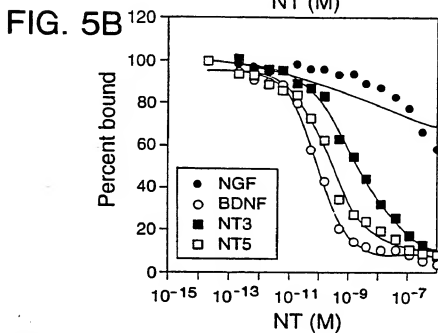 NT (M)
FIG. 5B
120
100
80
60
40
20
0
Percent bound
NGF
BDNF
NT3
NT5
10-15 10-13 10-11 10-9 10-7
NT (M)